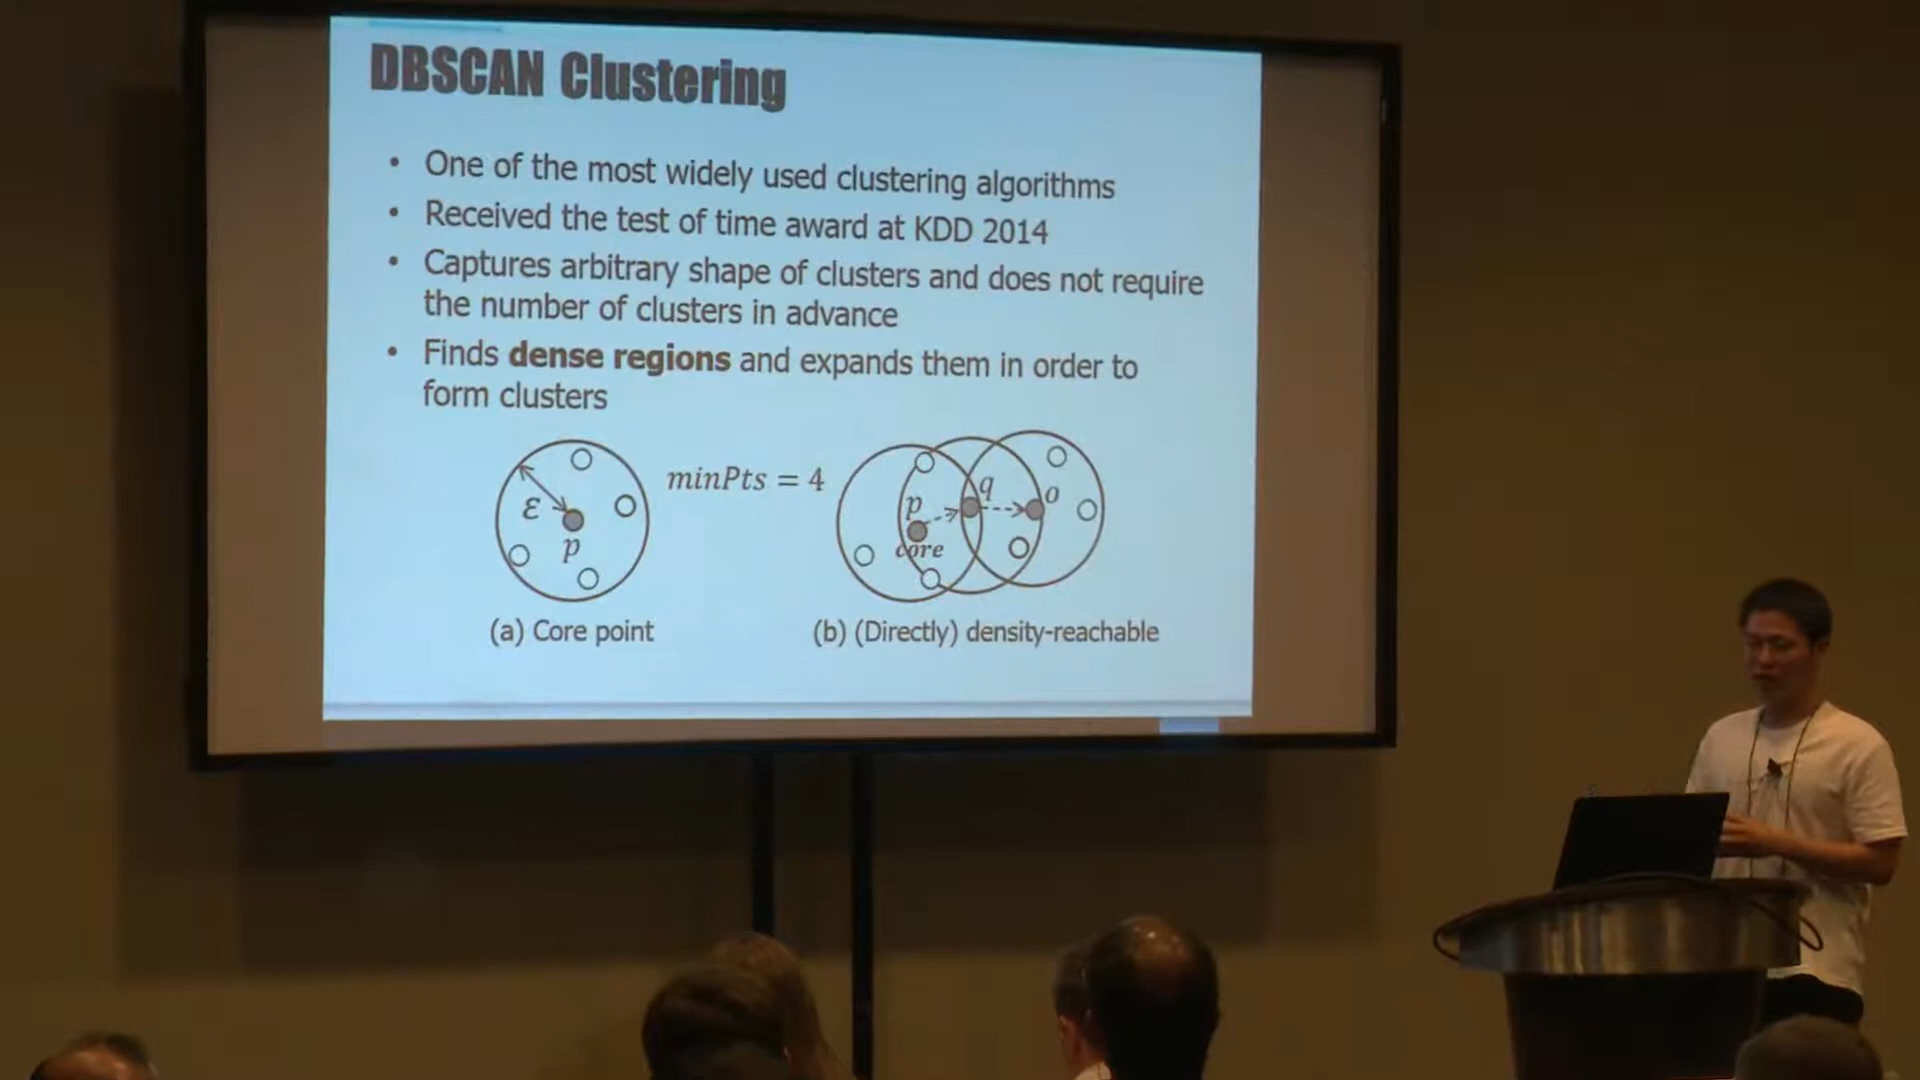 DBSCAN Clustering
• One of the most widely used clustering algorithms
• Received the test of time award at KDD 2014
• Captures arbitrary shape of clusters and does not require
the number of clusters in advance
• Finds dense regions and expands them in order to
form clusters
minPts = 4
ε
p
(a) Core point
p
core
q
o
(b) (Directly) density-reachable